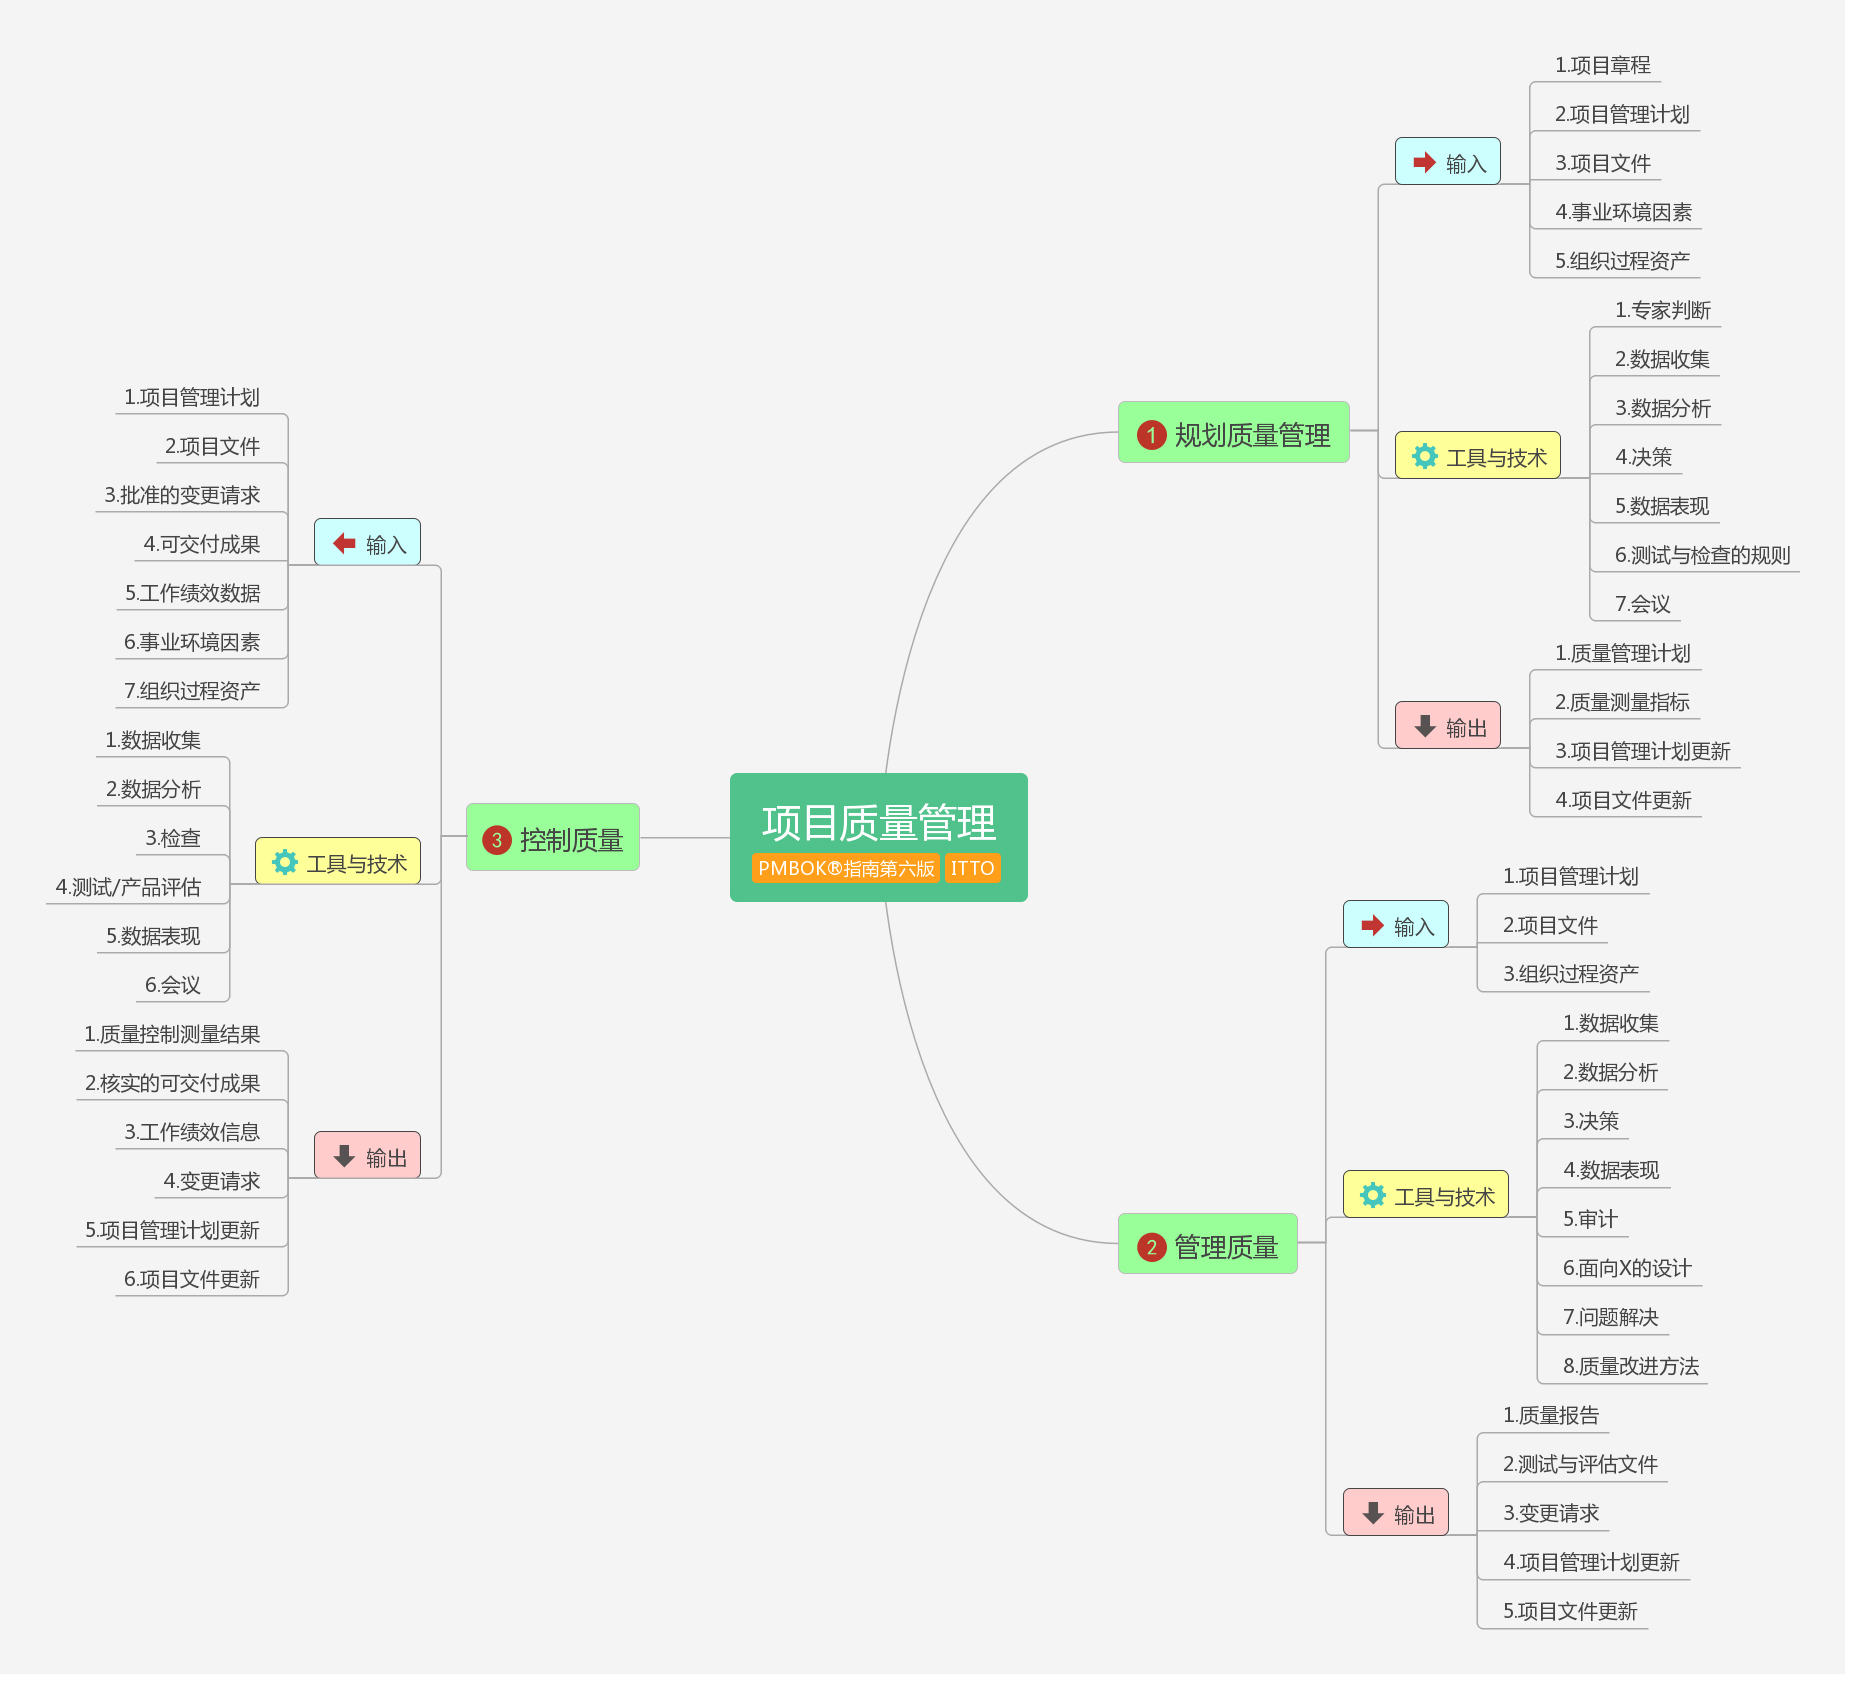 项目质量管理
PMBOK®指南第六版 ITTO
1 规划质量管理
输入
1.项目章程
2.项目管理计划
3.项目文件
4.事业环境因素
5.组织过程资产
工具与技术
1.专家判断
2.数据收集
3.数据分析
4.决策
5.数据表现
6.测试与检查的规则
7.会议
输出
1.质量管理计划
2.质量测量指标
3.项目管理计划更新
4.项目文件更新
2 管理质量
输入
1.项目管理计划
2.项目文件
3.组织过程资产
工具与技术
1.数据收集
2.数据分析
3.决策
4.数据表现
5.审计
6.面向X的设计
7.问题解决
8.质量改进方法
输出
1.质量报告
2.测试与评估文件
3.变更请求
4.项目管理计划更新
5.项目文件更新
3 控制质量
输入
1.项目管理计划
2.项目文件
3.批准的变更请求
4.可交付成果
5.工作绩效数据
6.事业环境因素
7.组织过程资产
工具与技术
1.数据收集
2.数据分析
3.检查
4.测试/产品评估
5.数据表现
6.会议
输出
1.质量控制测量结果
2.核实的可交付成果
3.工作绩效信息
4.变更请求
5.项目管理计划更新
6.项目文件更新